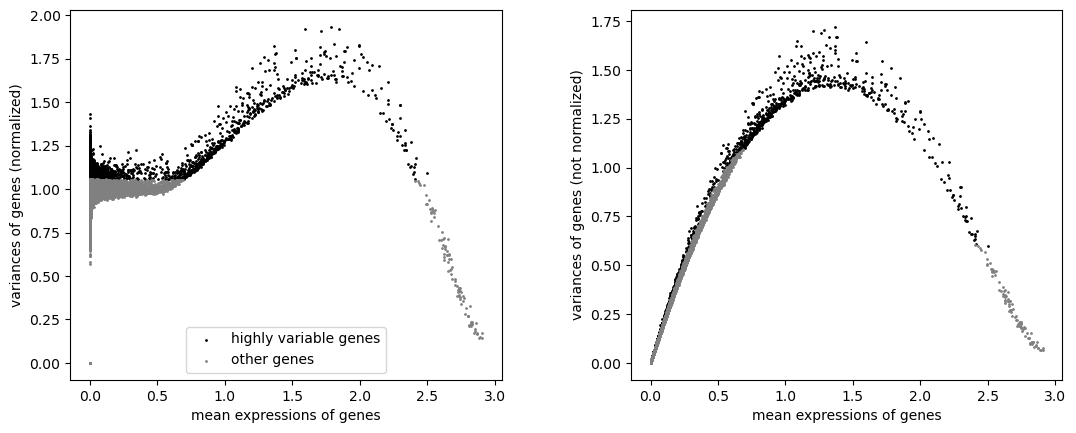 2.00
1.75
1.50
1.25
1.00
0.75
0.50
0.25
0.00
variances of genes (normalized)
highly variable genes
other genes
0.0 0.5 1.0 1.5 2.0 2.5 3.0
mean expressions of genes
1.75
1.50
1.25
1.00
0.75
0.50
0.25
0.00
variances of genes (not normalized)
0.0 0.5 1.0 1.5 2.0 2.5 3.0
mean expressions of genes